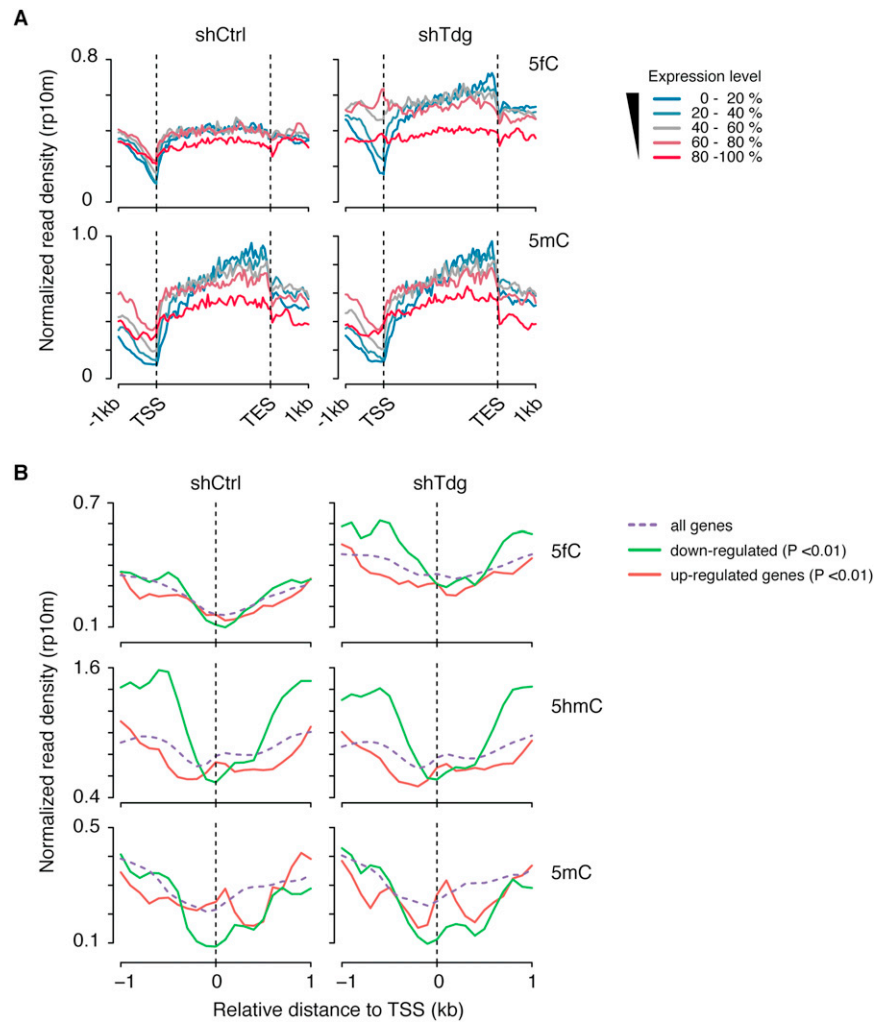 A
shCtrl
shTdg
Normalized read density (rp10m)
0.8
0
5fC
1.0
0
5mC
-1kb
TSS
TES
1kb
-1kb
TSS
TES
1kb
Expression level
0 - 20 %
20 - 40 %
40 - 60 %
60 - 80 %
80 -100 %
B
shCtrl
shTdg
Normalized read density (rp10m)
0.7
0.1
5fC
1.6
0.4
5hmC
0.5
0.1
5mC
−1
0
1
−1
0
1
Relative distance to TSS (kb)
all genes
down-regulated (P <0.01)
up-regulated genes (P <0.01)